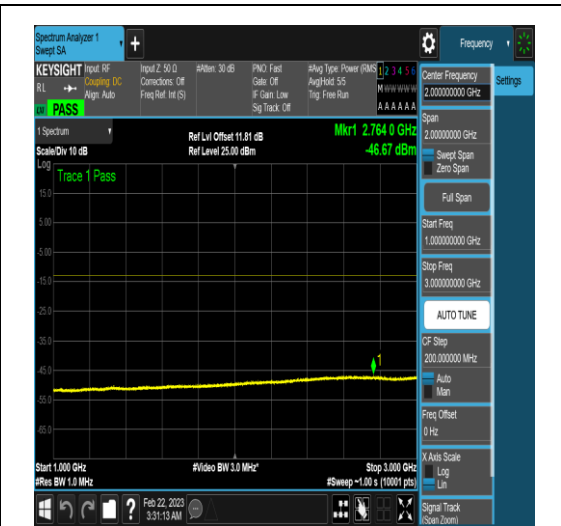 Spectrum Analyzer 1
Swept SA
+
Frequency
KEYSIGHT
Input: RF
Input Z: 50 Ω
#Atten: 30 dB
PNO: Fast
#Avg Type: Power (RMS
1 2 3 4 5 6
RL
Coupling: DC
Corrections: Off
Gate: Off
Avg|Hold: 5/5
M W W W W W
Align: Auto
Freq Ref: Int (S)
IF Gain: Low
Trig: Free Run
PASS
Sig Track: Off
A A A A A A
Center Frequency
2.000000000 GHz
Settings
1 Spectrum
Ref Lvl Offset 11.81 dB
Mkr1 2.764 0 GHz
Scale/Div 10 dB
Ref Level 25.00 dBm
-46.67 dBm
Span
2.00000000 GHz
Swept Span
Zero Span
Log
Trace 1 Pass
15.0
5.00
-5.00
-15.0
-25.0
-35.0
-45.0
-55.0
-65.0
1
Full Span
Start Freq
1.000000000 GHz
Stop Freq
3.000000000 GHz
AUTO TUNE
CF Step
200.000000 MHz
Auto
Man
Freq Offset
0 Hz
X Axis Scale
Log
Lin
Signal Track
(Span Zoom)
Start 1.000 GHz
#Video BW 3.0 MHz*
Stop 3.000 GHz
#Res BW 1.0 MHz
#Sweep ~1.00 s (10001 pts)
?
Feb 22, 2023
3:31:13 AM